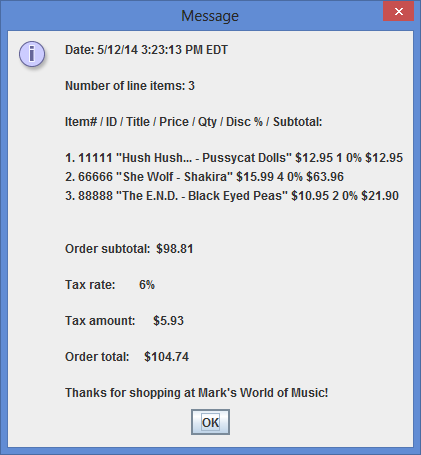 Message
Date: 5/12/14 3:23:13 PM EDT
Number of line items: 3
Item# / ID / Title / Price / Qty / Disc % / Subtotal:
1. 11111 "Hush Hush... - Pussycat Dolls" $12.95 1 0% $12.95
2. 66666 "She Wolf - Shakira" $15.99 4 0% $63.96
3. 88888 "The E.N.D. - Black Eyed Peas" $10.95 2 0% $21.90
Order subtotal: $98.81
Tax rate: 6%
Tax amount: $5.93
Order total: $104.74
Thanks for shopping at Mark's World of Music!
OK